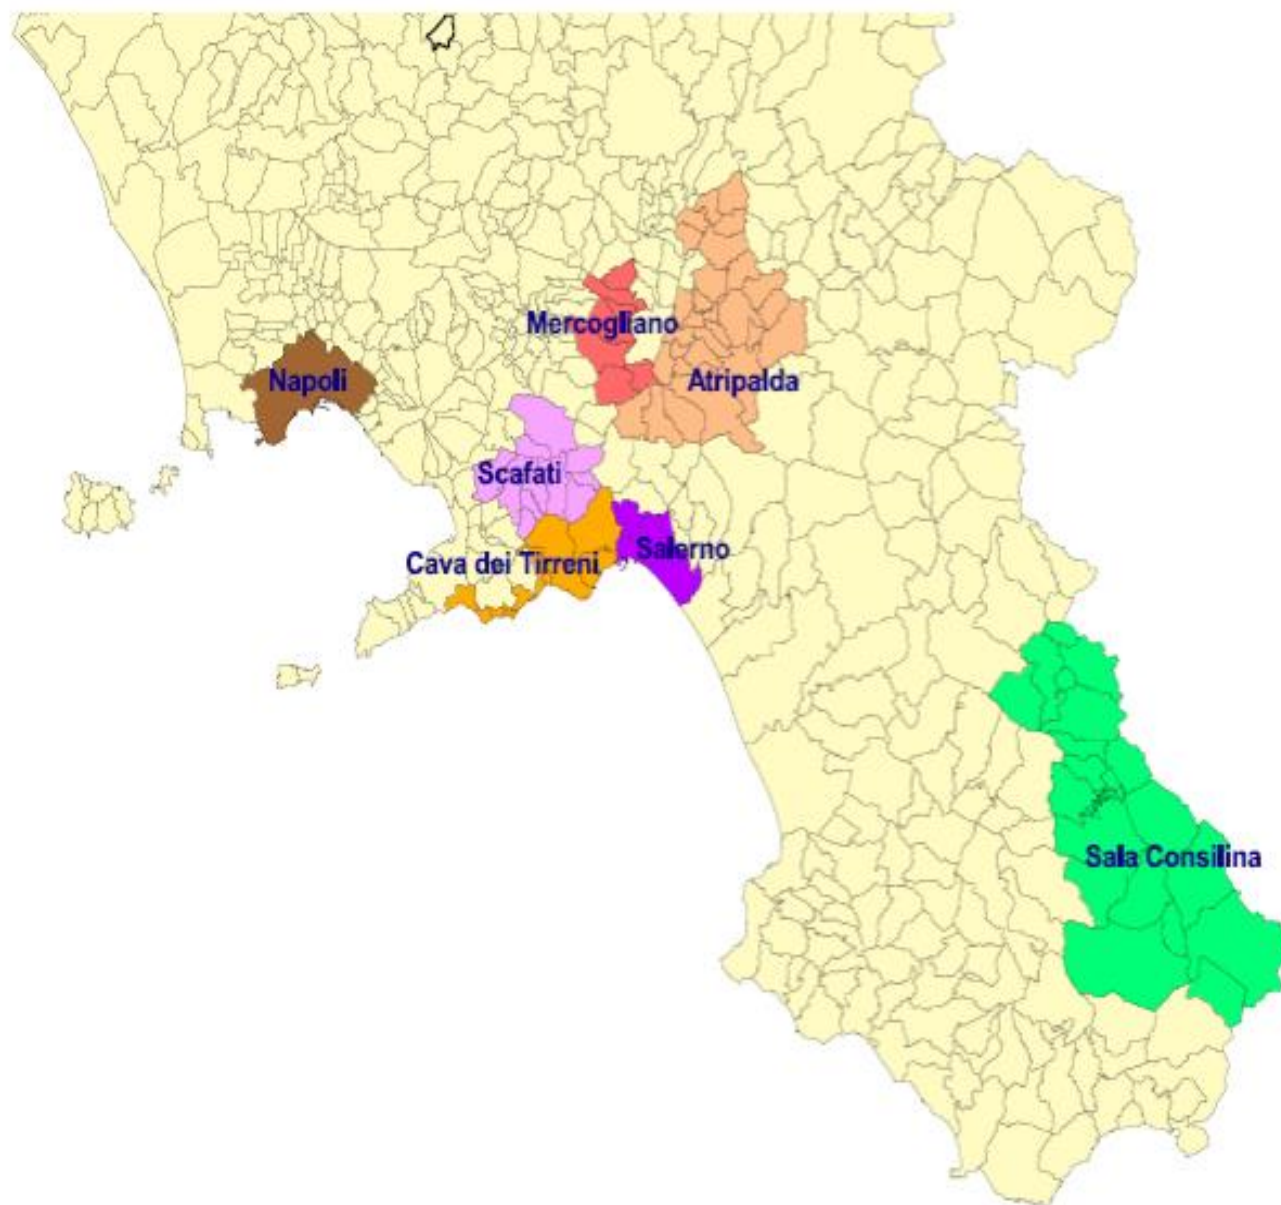 Mercogliano
Napoli
Atripalda
Scafati
Salerno
Cava dei Tirreni
Sala Consilina